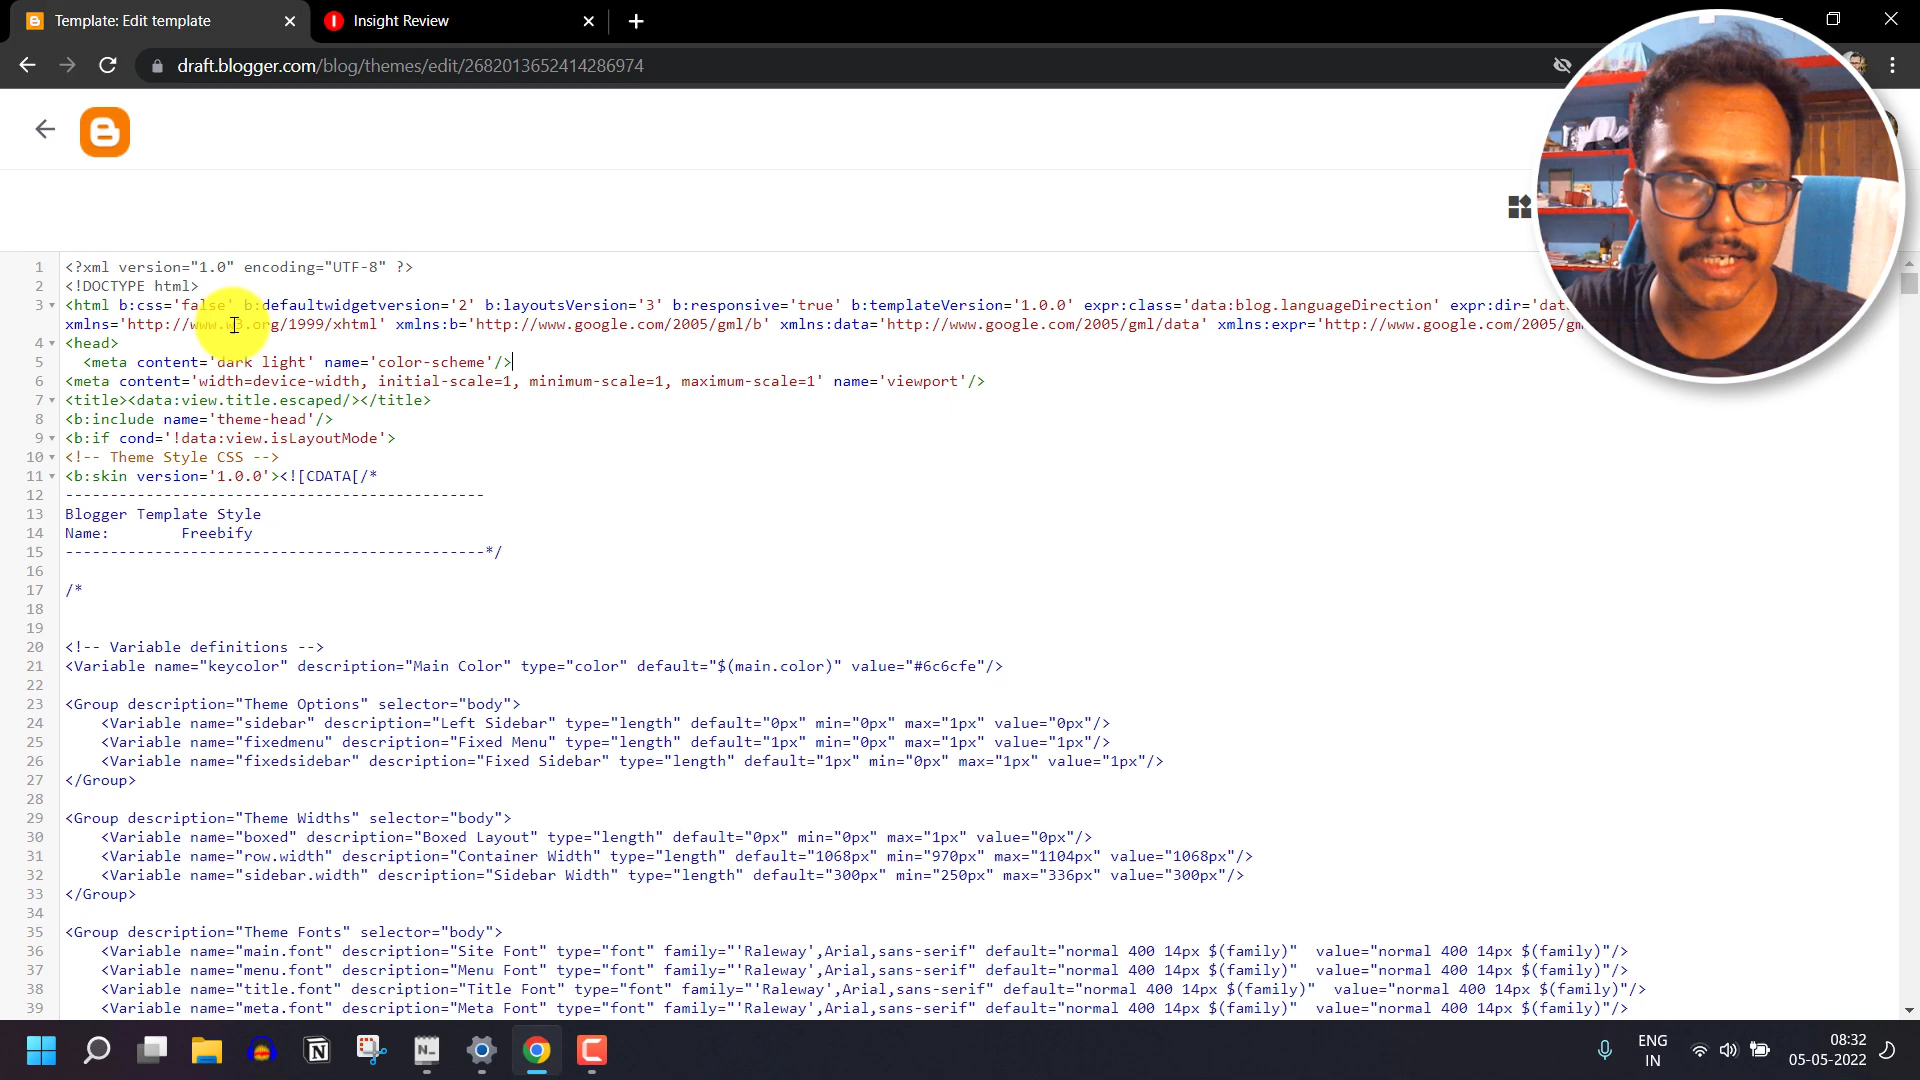 Template: Edit template
Insight Review
draft.blogger.com/blog/themes/edit/2682013652414286974
1 <?xml version="1.0" encoding="UTF-8" ?>
2 <!DOCTYPE html>
3 <html b:css='false' b:defaultwidgetversion='2' b:layoutsVersion='3' b:responsive='true' b:templateVersion='1.0.0' expr:class='data:blog.languageDirection' expr:dir='dat
xmlns='http://www.w3.org/1999/xhtml' xmlns:b='http://www.google.com/2005/gml/b' xmlns:data='http://www.google.com/2005/gml/data' xmlns:expr='http://www.google.com/2005/gm
4 <head>
5 <meta content='dark light' name='color-scheme'/>
6 <meta content='width=device-width, initial-scale=1, minimum-scale=1, maximum-scale=1' name='viewport'/>
7 <title><data:view.title.escaped/></title>
8 <b:include name='theme-head'/>
9 <b:if cond='!data:view.isLayoutMode'>
10 <!-- Theme Style CSS -->
11 <b:skin version='1.0.0'><![CDATA[/*
12 -----------------------------------------------
13 Blogger Template Style
14 Name: Freebify
15 -----------------------------------------------*/
16
17 /*
18
19
20 <!-- Variable definitions -->
21 <Variable name="keycolor" description="Main Color" type="color" default="$(main.color)" value="#6c6cfe"/>
22
23 <Group description="Theme Options" selector="body">
24 <Variable name="sidebar" description="Left Sidebar" type="length" default="0px" min="0px" max="1px" value="0px"/>
25 <Variable name="fixedmenu" description="Fixed Menu" type="length" default="1px" min="0px" max="1px" value="1px"/>
26 <Variable name="fixedsidebar" description="Fixed Sidebar" type="length" default="1px" min="0px" max="1px" value="1px"/>
27 </Group>
28
29 <Group description="Theme Widths" selector="body">
30 <Variable name="boxed" description="Boxed Layout" type="length" default="0px" min="0px" max="1px" value="0px"/>
31 <Variable name="row.width" description="Container Width" type="length" default="1068px" min="970px" max="1104px" value="1068px"/>
32 <Variable name="sidebar.width" description="Sidebar Width" type="length" default="300px" min="250px" max="336px" value="300px"/>
33 </Group>
34
35 <Group description="Theme Fonts" selector="body">
36 <Variable name="main.font" description="Site Font" type="font" family="'Raleway',Arial,sans-serif" default="normal 400 14px $(family)" value="normal 400 14px $(family)"/>
37 <Variable name="menu.font" description="Menu Font" type="font" family="'Raleway',Arial,sans-serif" default="normal 400 14px $(family)" value="normal 400 14px $(family)"/>
38 <Variable name="title.font" description="Title Font" type="font" family="'Raleway',Arial,sans-serif" default="normal 400 14px $(family)" value="normal 400 14px $(family)"/>
39 <Variable name="meta.font" description="Meta Font" type="font" family="'Raleway',Arial,sans-serif" default="normal 400 14px $(family)" value="normal 400 14px $(family)"/>
ENG
IN
08:32
05-05-2022